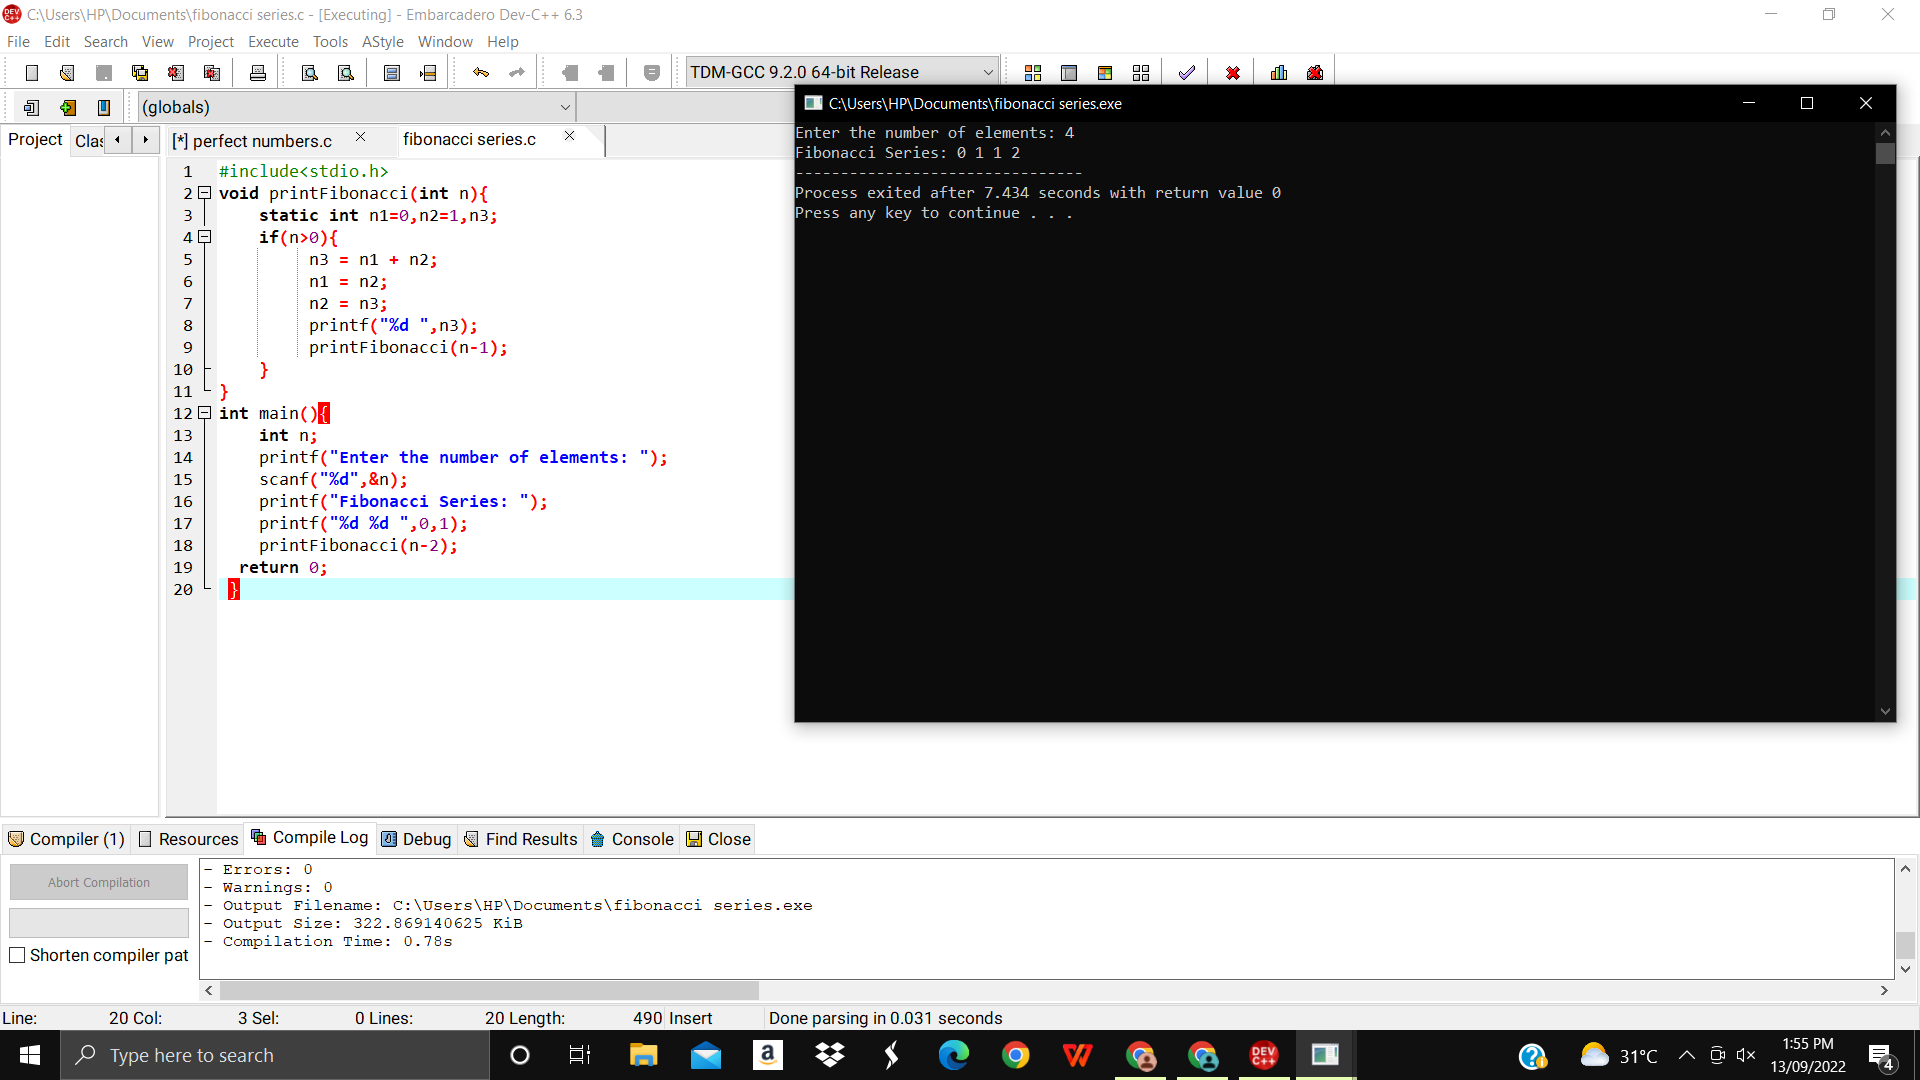 C:\Users\HP\Documents\fibonacci series.c - [Executing] - Embarcadero Dev-C++ 6.3
File Edit Search View Project Execute Tools AStyle Window Help
TDM-GCC 9.2.0 64-bit Release
(globals)
Project Clas
[*] perfect numbers.c fibonacci series.c
1 #include<stdio.h>
2 void printFibonacci(int n){
3 static int n1=0,n2=1,n3;
4 if(n>0){
5 n3 = n1 + n2;
6 n1 = n2;
7 n2 = n3;
8 printf("%d ",n3);
9 printFibonacci(n-1);
10 }
11 }
12 int main(){
13 int n;
14 printf("Enter the number of elements: ");
15 scanf("%d",&n);
16 printf("Fibonacci Series: ");
17 printf("%d %d ",0,1);
18 printFibonacci(n-2);
19 return 0;
20 }
C:\Users\HP\Documents\fibonacci series.exe
Enter the number of elements: 4
Fibonacci Series: 0 1 1 2
--------------------------------
Process exited after 7.434 seconds with return value 0
Press any key to continue . . .
Compiler (1) Resources Compile Log Debug Find Results Console Close
Abort Compilation
Shorten compiler pat
- Errors: 0
- Warnings: 0
- Output Filename: C:\Users\HP\Documents\fibonacci series.exe
- Output Size: 322.869140625 KiB
- Compilation Time: 0.78s
Line: 20 Col: 3 Sel: 0 Lines: 20 Length: 490 Insert Done parsing in 0.031 seconds
Type here to search
DEV C++
31°C
1:55 PM
13/09/2022
4